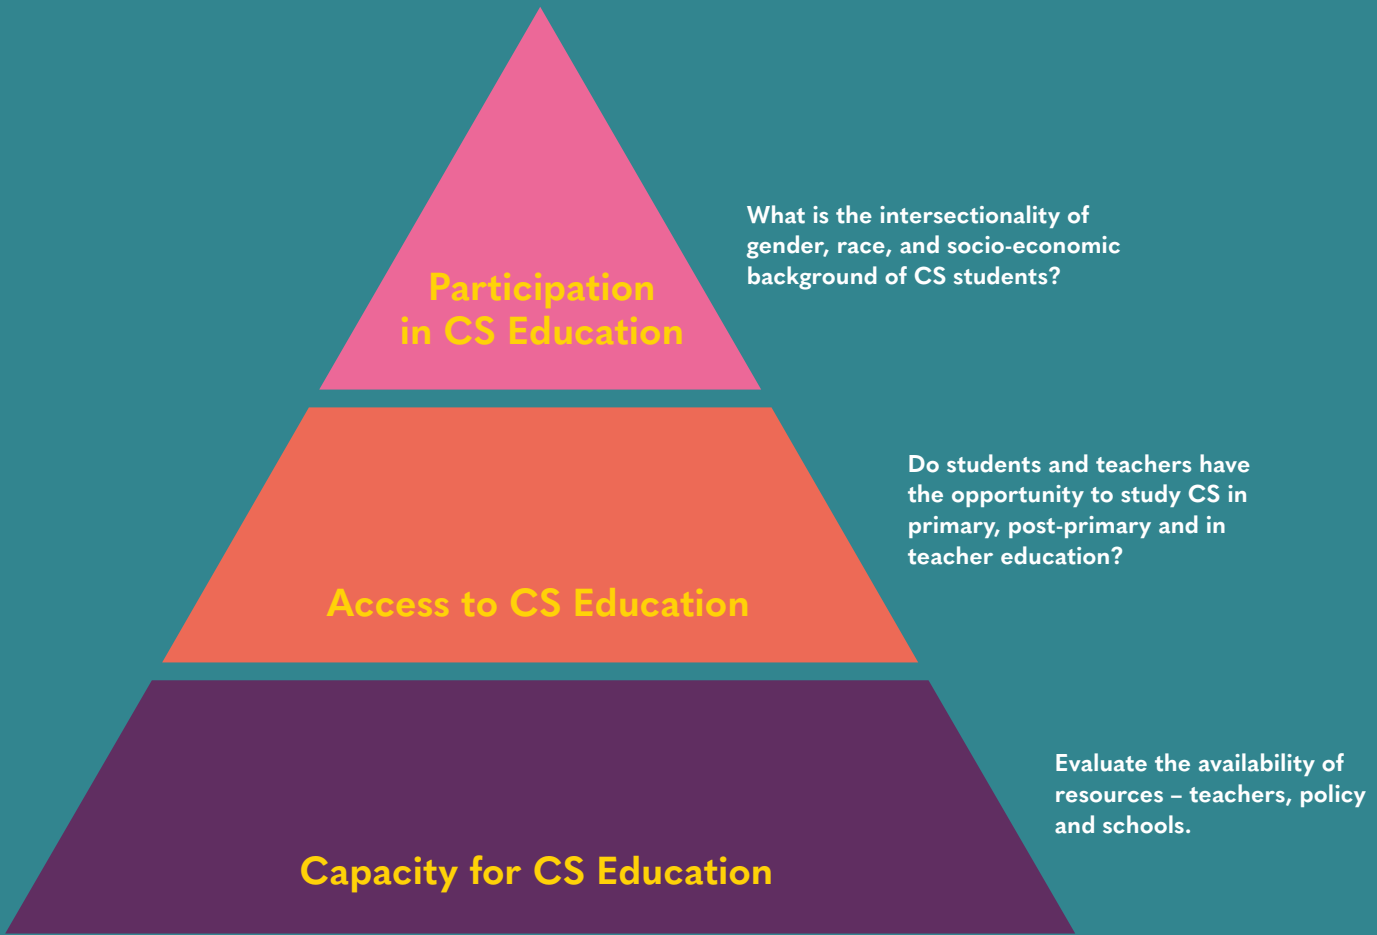 What is the intersectionality of
gender, race, and socio-economic
background of CS students?
Participation
in CS Education
Do students and teachers have
the opportunity to study CS in
primary, post-primary and in
teacher education?
Access to CS Education
Evaluate the availability of
resources – teachers, policy
and schools.
Capacity for CS Education